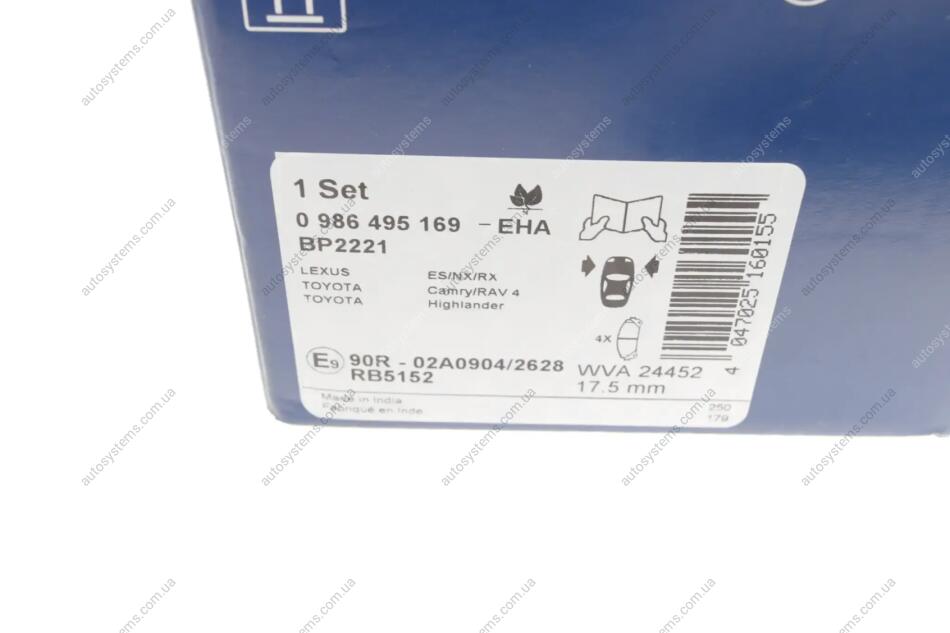 1 Set
0 986 495 169 - EHA
BP2221
LEXUS ES/NX/RX
TOYOTA Camry/RAV 4
TOYOTA Highlander
4X
E9 90R - 02A0904/2628
RB5152
WVA 24452
17.5 mm
4 047025 160155
Made in India
Fabriqué en Inde
250
179
autosystems.com.ua